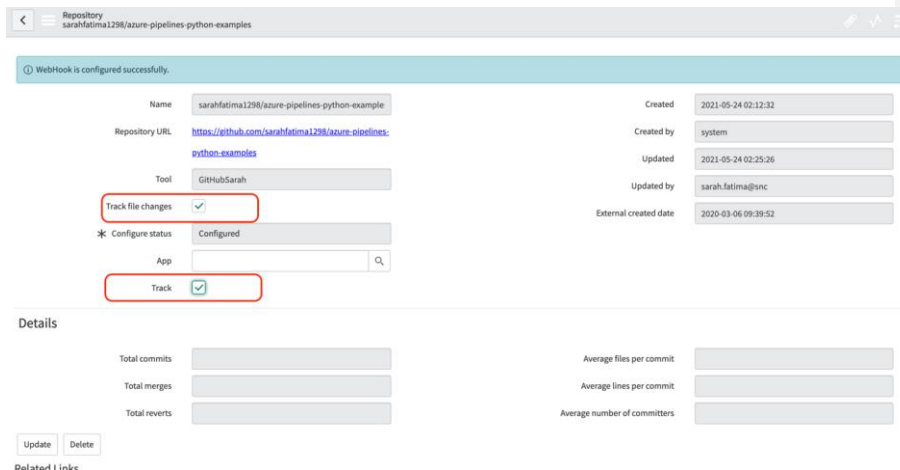 Repository
sarahfatima1298/azure-pipelines-python-examples
WebHook is configured successfully.
Name
sarahfatima1298/azure-pipelines-python-example
Repository URL
https://github.com/sarahfatima1298/azure-pipelines-
python-examples
Tool
GitHubSarah
Track file changes
Configure status
Configured
App
Track
Created
2021-05-24 02:12:32
Created by
system
Updated
2021-05-24 02:25:26
Updated by
sarah.fatima@snc
External created date
2020-03-06 09:39:52
Details
Total commits
Total merges
Total reverts
Average files per commit
Average lines per commit
Average number of committers
Update
Delete
Related Links